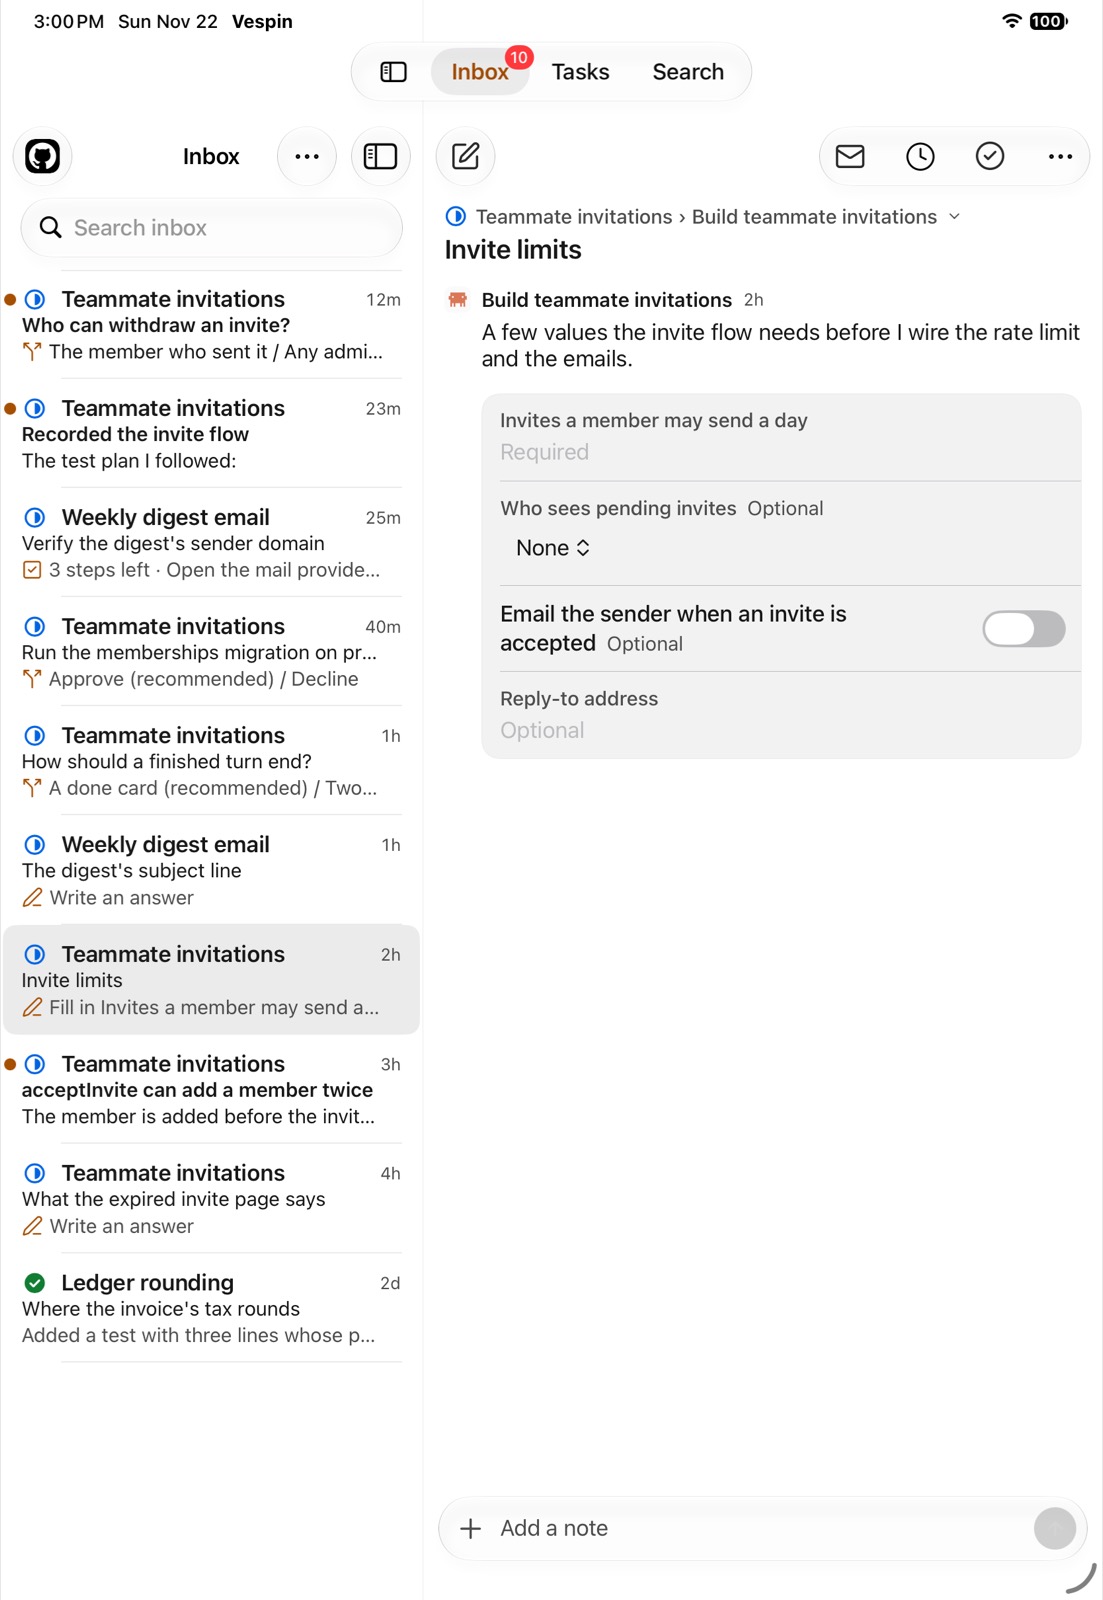 3:00 PM Sun Nov 22 Vespin
100
Inbox 10 Tasks Search
Inbox
Search inbox
Teammate invitations 12m
Who can withdraw an invite?
The member who sent it / Any admi...
Teammate invitations 23m
Recorded the invite flow
The test plan I followed:
Weekly digest email 25m
Verify the digest's sender domain
3 steps left · Open the mail provide...
Teammate invitations 40m
Run the memberships migration on pr...
Approve (recommended) / Decline
Teammate invitations 1h
How should a finished turn end?
A done card (recommended) / Two...
Weekly digest email 1h
The digest's subject line
Write an answer
Teammate invitations 2h
Invite limits
Fill in Invites a member may send a...
Teammate invitations 3h
acceptInvite can add a member twice
The member is added before the invit...
Teammate invitations 4h
What the expired invite page says
Write an answer
Ledger rounding 2d
Where the invoice's tax rounds
Added a test with three lines whose p...
Teammate invitations › Build teammate invitations
Invite limits
Build teammate invitations 2h
A few values the invite flow needs before I wire the rate limit
and the emails.
Invites a member may send a day
Required
Who sees pending invites Optional
None
Email the sender when an invite is
accepted Optional
Reply-to address
Optional
Add a note